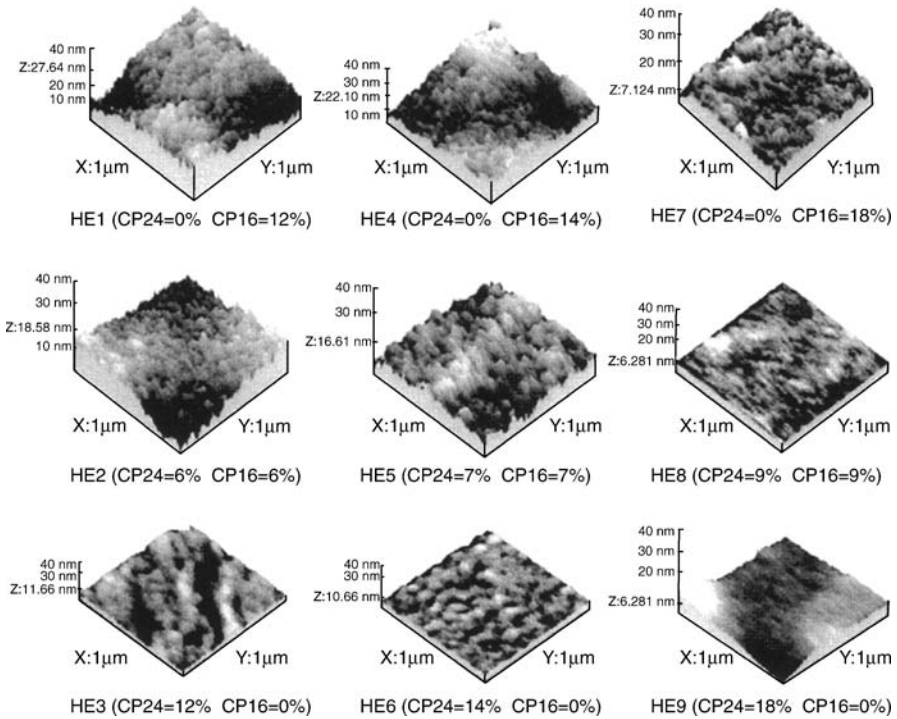 40 nm
Z:27.64 nm
20 nm
10 nm
X:1μm
Y:1μm
HE1 (CP24=0% CP16=12%)
40 nm
30 nm
Z:22.10 nm
10 nm
X:1μm
Y:1μm
HE4 (CP24=0% CP16=14%)
40 nm
30 nm
20 nm
Z:7.124 nm
X:1μm
Y:1μm
HE7 (CP24=0% CP16=18%)
40 nm
30 nm
Z:18.58 nm
10 nm
X:1μm
Y:1μm
HE2 (CP24=6% CP16=6%)
40 nm
30 nm
Z:16.61 nm
X:1μm
Y:1μm
HE5 (CP24=7% CP16=7%)
40 nm
30 nm
20 nm
Z:6.281 nm
X:1μm
Y:1μm
HE8 (CP24=9% CP16=9%)
40 nm
30 nm
Z:11.66 nm
X:1μm
Y:1μm
HE3 (CP24=12% CP16=0%)
40 nm
30 nm
Z:10.66 nm
X:1μm
Y:1μm
HE6 (CP24=14% CP16=0%)
40 nm
30 nm
20 nm
Z:6.281 nm
X:1μm
Y:1μm
HE9 (CP24=18% CP16=0%)